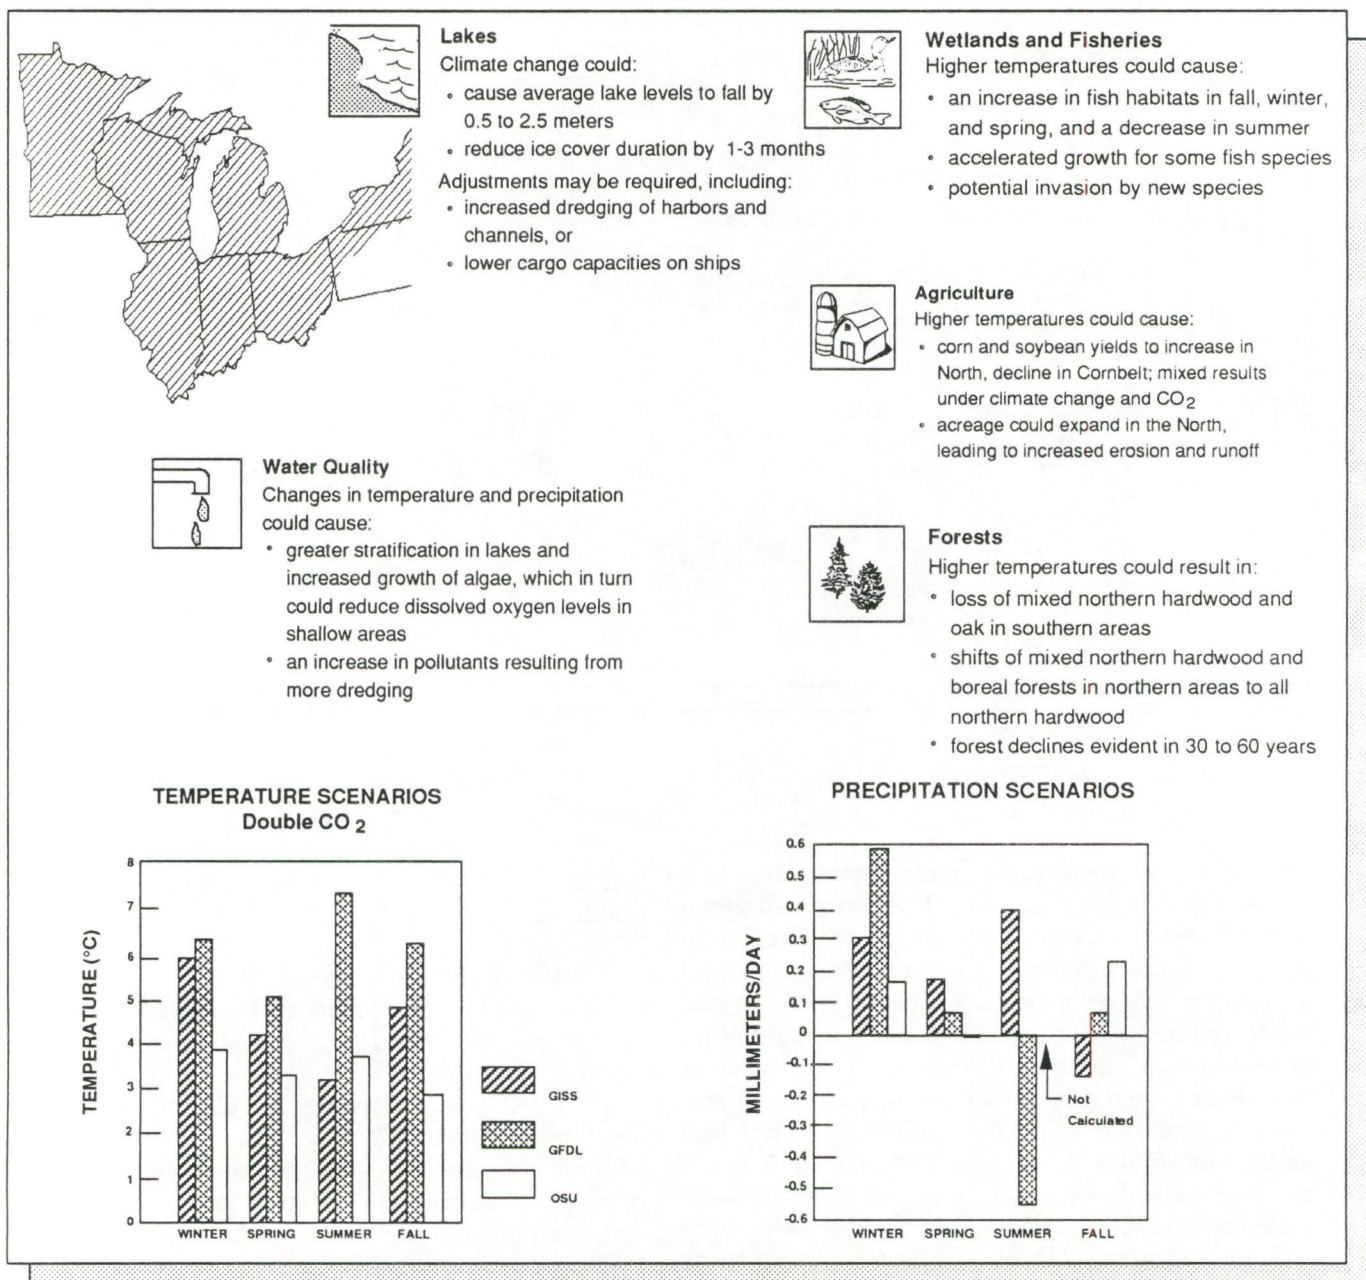 Lakes
Climate change could:
• cause average lake levels to fall by
0.5 to 2.5 meters
• reduce ice cover duration by 1-3 months
Adjustments may be required, including:
• increased dredging of harbors and
channels, or
• lower cargo capacities on ships
Wetlands and Fisheries
Higher temperatures could cause:
• an increase in fish habitats in fall, winter,
and spring, and a decrease in summer
• accelerated growth for some fish species
• potential invasion by new species
Agriculture
Higher temperatures could cause:
• corn and soybean yields to increase in
North, decline in Cornbelt; mixed results
under climate change and CO2
• acreage could expand in the North,
leading to increased erosion and runoff
Water Quality
Changes in temperature and precipitation
could cause:
• greater stratification in lakes and
increased growth of algae, which in turn
could reduce dissolved oxygen levels in
shallow areas
• an increase in pollutants resulting from
more dredging
Forests
Higher temperatures could result in:
• loss of mixed northern hardwood and
oak in southern areas
• shifts of mixed northern hardwood and
boreal forests in northern areas to all
northern hardwood
• forest declines evident in 30 to 60 years
TEMPERATURE SCENARIOS
Double CO2
TEMPERATURE (°C)
8
7
6
5
4
3
2
1
0
WINTER SPRING SUMMER FALL
GISS
GFDL
OSU
PRECIPITATION SCENARIOS
MILLIMETERS/DAY
0.6
0.5
0.4
0.3
0.2
0.1
0
-0.1
-0.2
-0.3
-0.4
-0.5
-0.6
Not
Calculated
WINTER SPRING SUMMER FALL